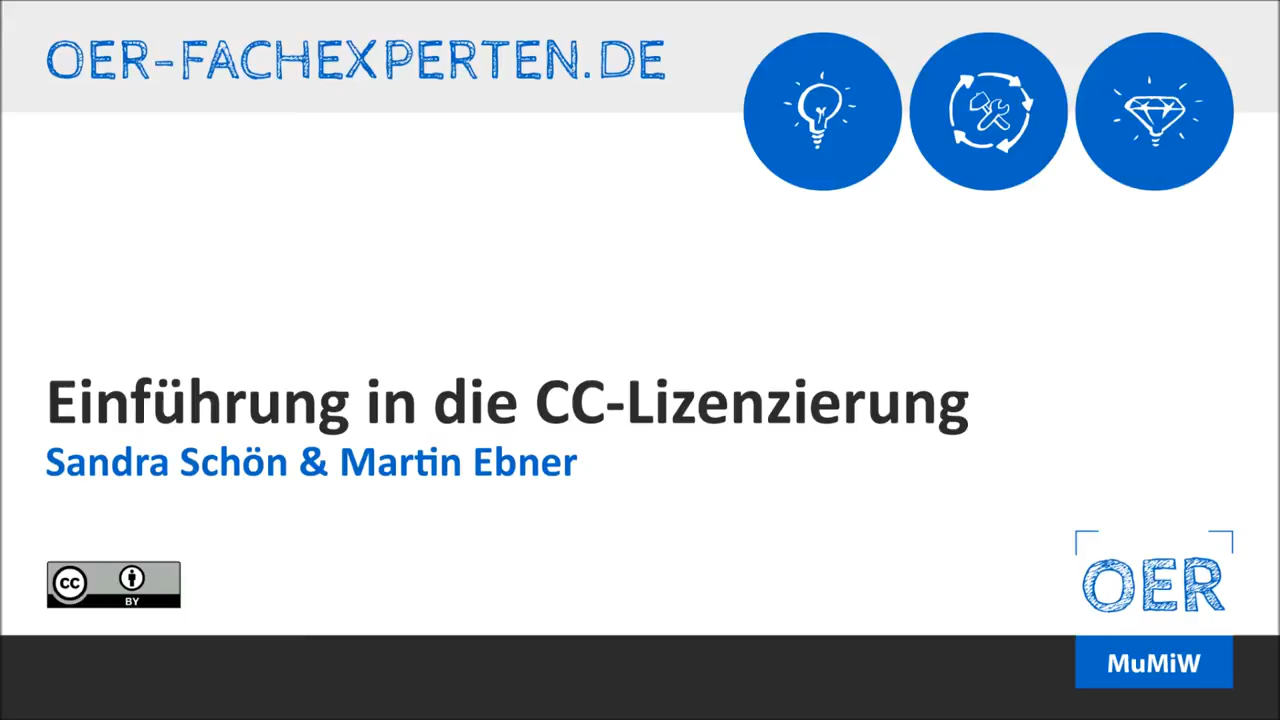 OER-FACHEXPERTEN.DE
Einführung in die CC-Lizenzierung
Sandra Schön & Martin Ebner
cc
BY
OER
MuMiW